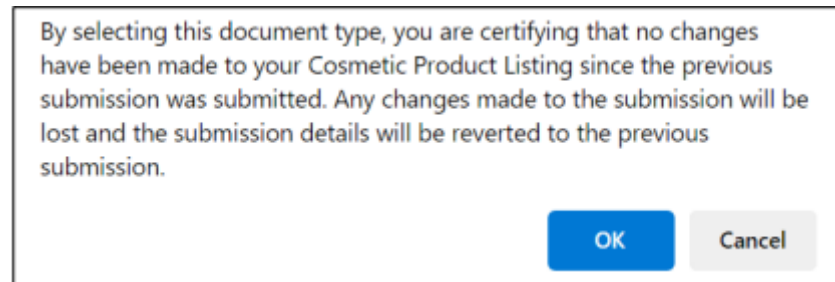 By selecting this document type, you are certifying that no changes
have been made to your Cosmetic Product Listing since the previous
submission was submitted. Any changes made to the submission will be
lost and the submission details will be reverted to the previous
submission.
OK Cancel